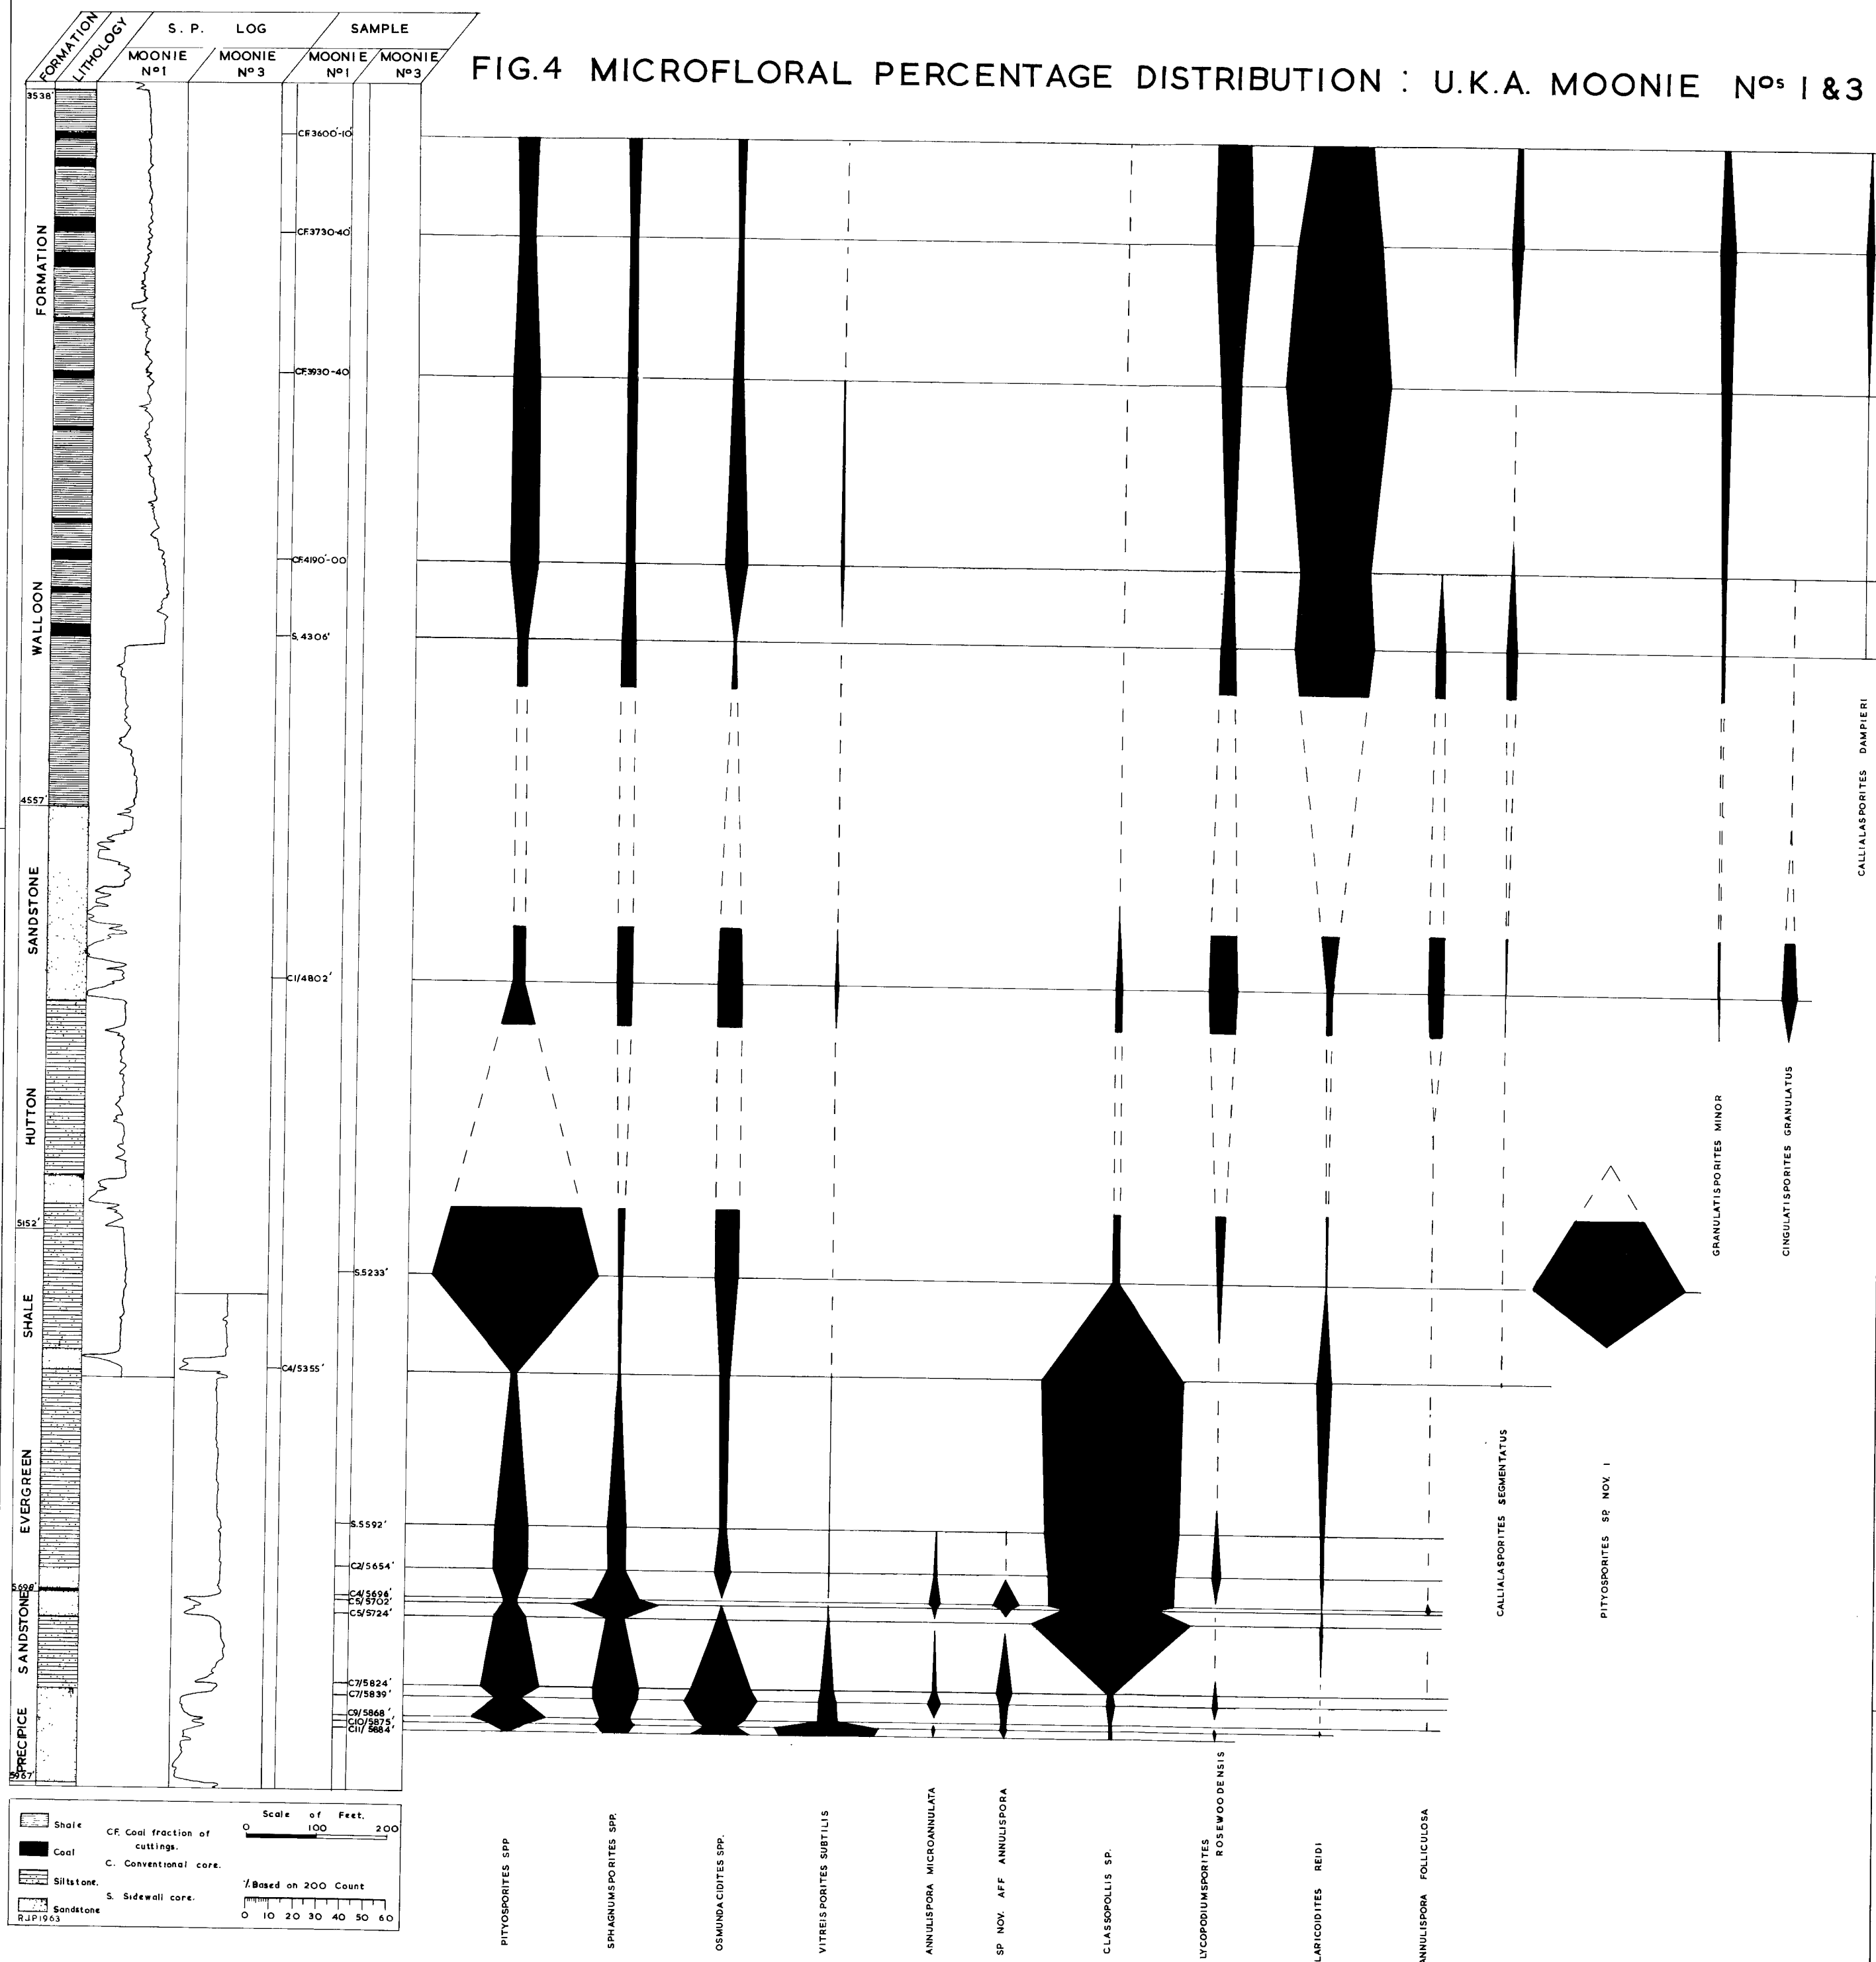 FIG.4 MICROFLORAL PERCENTAGE DISTRIBUTION : U.K.A. MOONIE Nºs 1 & 3
FORMATION
LITHOLOGY
S. P. LOG
SAMPLE
MOONIE Nº1
MOONIE Nº3
MOONIE Nº1
MOONIE Nº3
3538'
CF.3600'-10'
CF.3730-40'
FORMATION
CF.3930-40
CF.4190'-00'
WALLOON
S. 4306'
4557'
SANDSTONE
C1/4802'
HUTTON
5152'
S.5233'
SHALE
C4/5355'
EVERGREEN
S.5592'
C2/5654'
5698'
C4/5694'
C5/5702'
C5/5724'
SANDSTONE
C7/5824'
C7/5839'
C9/5868'
C10/5875'
C11/5884'
PRECIPICE
5967'
CALLIALASPORITES DAMPIERI
GRANULATISPORITES MINOR
CINGULATISPORITES GRANULATUS
CALLIALASPORITES SEGMENTATUS
PITYOSPORITES SP. NOV. 1
PITYOSPORITES SPP
SPHAGNUMSPORITES SPP.
OSMUNDACIDITES SPP.
VITREISPORITES SUBTILIS
ANNULISPORA MICROANNULATA
SP NOV. AFF ANNULISPORA
CLASSOPOLLIS SP.
LYCOPODIUMSPORITES
ROSEWOODENSIS
LARICOIDITES REIDI
ANNULISPORA FOLLICULOSA
Shale
Coal
Siltstone.
Sandstone
RJP1963
CF. Coal fraction of
cuttings.
C. Conventional core.
S. Sidewall core.
Scale of Feet.
0 100 200
% Based on 200 Count
0 10 20 30 40 50 60